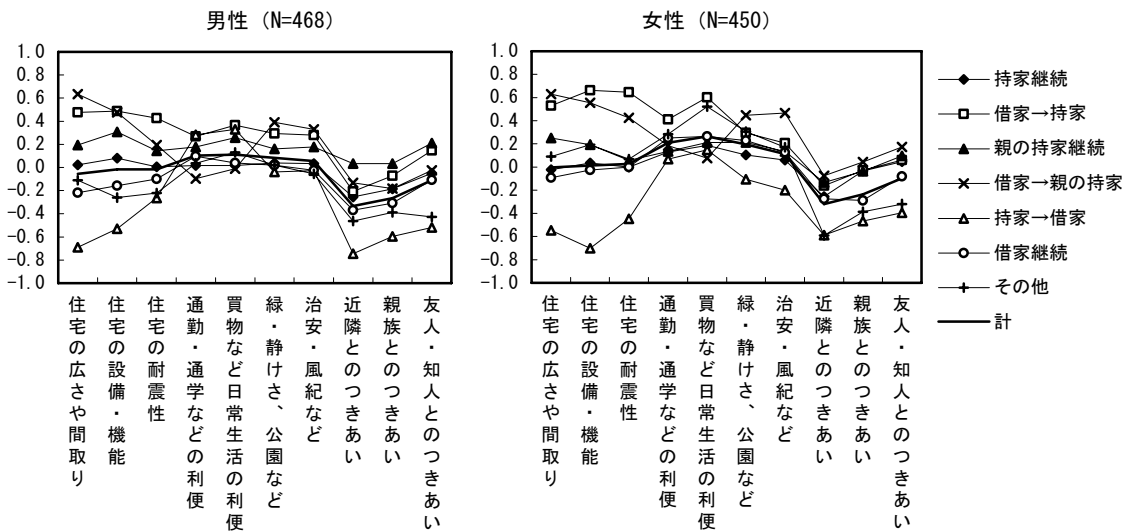 男性（N=468）
1.0
0.8
0.6
0.4
0.2
0.0
-0.2
-0.4
-0.6
-0.8
-1.0
住宅の広さや間取り
住宅の設備・機能
住宅の耐震性
通勤・通学などの利便
買物など日常生活の利便
緑・静けさ、公園など
治安・風紀など
近隣とのつきあい
親族とのつきあい
友人・知人とのつきあい
女性（N=450）
1.0
0.8
0.6
0.4
0.2
0.0
-0.2
-0.4
-0.6
-0.8
-1.0
住宅の広さや間取り
住宅の設備・機能
住宅の耐震性
通勤・通学などの利便
買物など日常生活の利便
緑・静けさ、公園など
治安・風紀など
近隣とのつきあい
親族とのつきあい
友人・知人とのつきあい
持家継続
借家→持家
親の持家継続
借家→親の持家
持家→借家
借家継続
その他
計